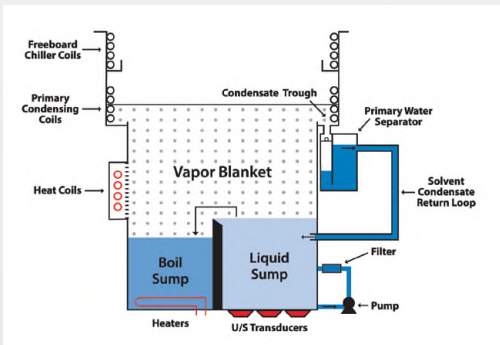 Freeboard
Chiller Coils
Primary
Condensing
Coils
Condensate Trough
Primary Water
Separator
Heat Coils
Vapor Blanket
Solvent
Condensate
Return Loop
Boil
Sump
Liquid
Sump
Filter
Pump
Heaters
U/S Transducers